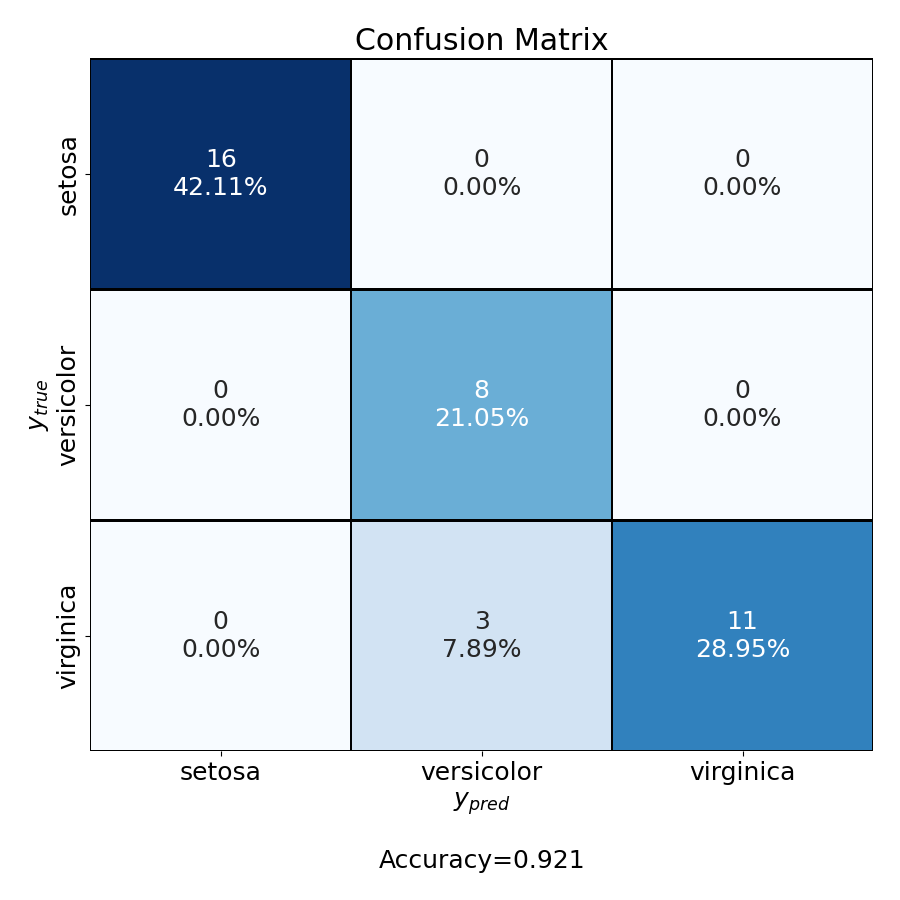 Confusion Matrix
setosa
16
42.11%
0
0.00%
0
0.00%
y_true
versicolor
0
0.00%
8
21.05%
0
0.00%
virginica
0
0.00%
3
7.89%
11
28.95%
setosa
versicolor
virginica
y_pred
Accuracy=0.921